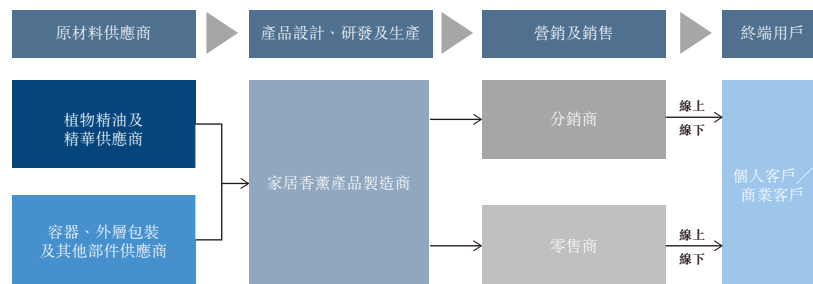 原材料供應商
產品設計、研發及生產
營銷及銷售
終端用戶
植物精油及
精華供應商
容器、外層包裝
及其他部件供應商
家居香薰產品製造商
分銷商
零售商
線上
線下
線上
線下
個人客戶／
商業客戶